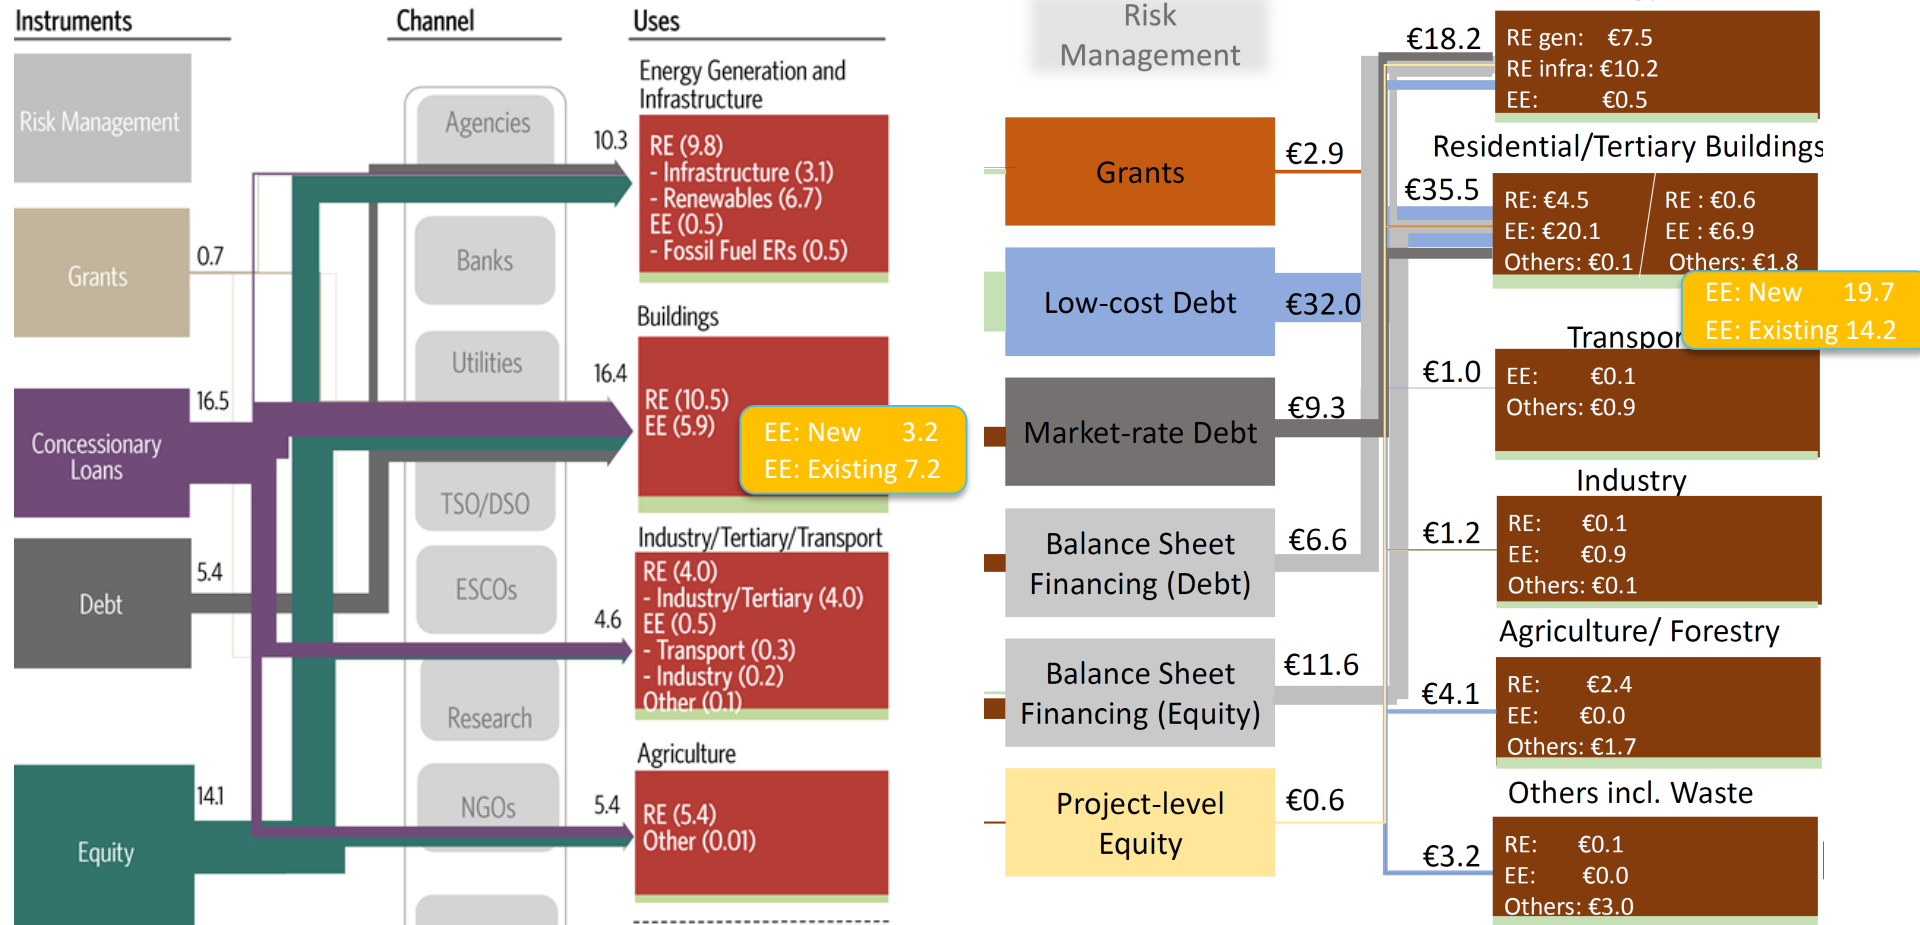 Instruments
Risk Management
Grants
0.7
Concessionary
Loans
16.5
Debt
5.4
Equity
14.1
Channel
Agencies
Banks
Utilities
TSO/DSO
ESCOs
Research
NGOs
Uses
Energy Generation and
Infrastructure
10.3
RE (9.8)
- Infrastructure (3.1)
- Renewables (6.7)
EE (0.5)
- Fossil Fuel ERs (0.5)
Buildings
16.4
RE (10.5)
EE (5.9)
EE: New 3.2
EE: Existing 7.2
Industry/Tertiary/Transport
4.6
RE (4.0)
- Industry/Tertiary (4.0)
EE (0.5)
- Transport (0.3)
- Industry (0.2)
Other (0.1)
Agriculture
5.4
RE (5.4)
Other (0.01)
Risk
Management
Grants
€2.9
Low-cost Debt
€32.0
Market-rate Debt
€9.3
Balance Sheet
Financing (Debt)
€6.6
Balance Sheet
Financing (Equity)
€11.6
Project-level
Equity
€0.6
€18.2
RE gen: €7.5
RE infra: €10.2
EE: €0.5
Residential/Tertiary Buildings
€35.5
RE: €4.5
EE: €20.1
Others: €0.1
RE : €0.6
EE : €6.9
Others: €1.8
EE: New 19.7
EE: Existing 14.2
Transpor
€1.0
EE: €0.1
Others: €0.9
Industry
€1.2
RE: €0.1
EE: €0.9
Others: €0.1
Agriculture/ Forestry
€4.1
RE: €2.4
EE: €0.0
Others: €1.7
Others incl. Waste
€3.2
RE: €0.1
EE: €0.0
Others: €3.0